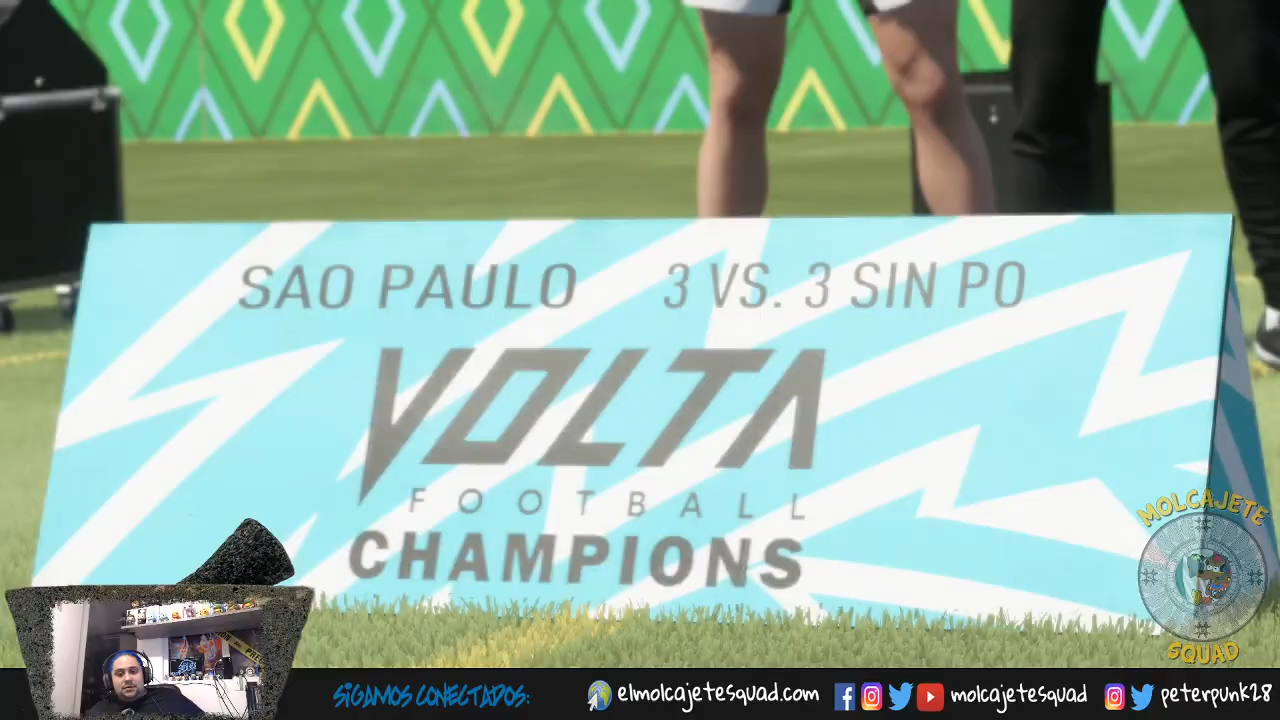 SAO PAULO 3 VS. 3 SIN PO
VOLTA
FOOTBALL
CHAMPIONS
MOLCAJETE
SQUAD
SIGAMOS CONECTADOS: elmolcajetesquad.com molcajetesquad peterpunk28